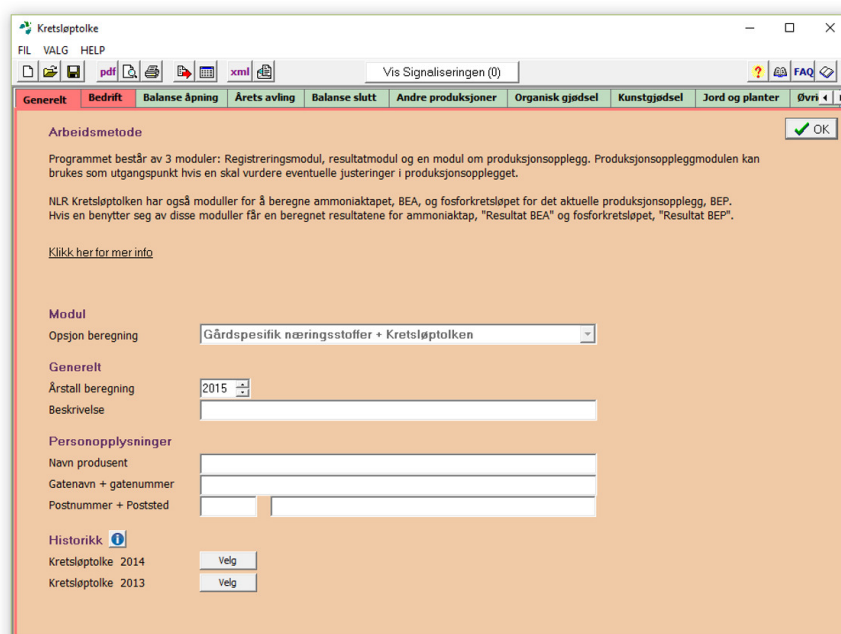 Kretsløptolke
FIL VALG HELP
pdf xml Vis Signaliseringen (0) ? FAQ
Generelt Bedrift Balanse åpning Årets avling Balanse slutt Andre produksjoner Organisk gjødsel Kunstgjødsel Jord og planter Øvri
Arbeidsmetode
OK
Programmet består av 3 moduler: Registreringsmodul, resultatmodul og en modul om produksjonsopplegg. Produksjonsoppleggmodulen kan
brukes som utgangspunkt hvis en skal vurdere eventuelle justeringer i produksjonsopplegget.
NLR Kretsløptolken har også moduller for å beregne ammoniaktapet, BEA, og fosforkretsløpet for det aktuelle produksjonsopplegg, BEP.
Hvis en benytter seg av disse moduller får en beregnet resultatene for ammoniaktap, "Resultat BEA" og fosforkretsløpet, "Resultat BEP".
Klikk her for mer info
Modul
Opsjon beregning Gårdspesifik næringsstoffer + Kretsløptolken
Generelt
Årstall beregning 2015
Beskrivelse
Personopplysninger
Navn produsent
Gatenavn + gatenummer
Postnummer + Poststed
Historikk
Kretsløptolke 2014 Velg
Kretsløptolke 2013 Velg